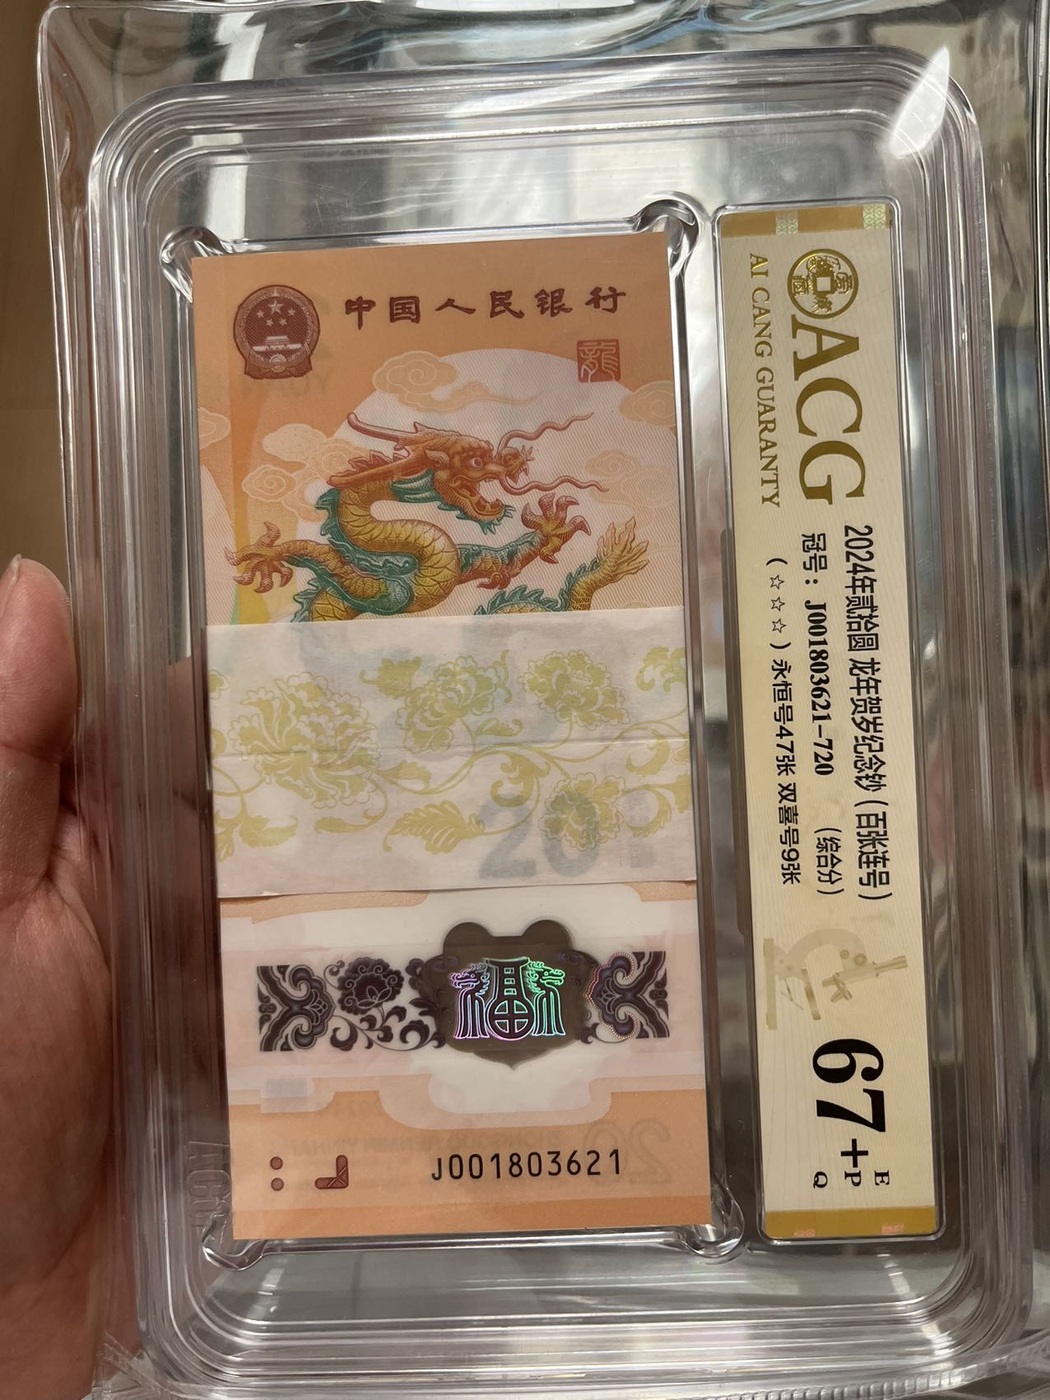 中国人民银行
龍
20
J001803621
ACG
AI CANG GUARANTY
2024年贰拾圆 龙年贺岁纪念钞（百张连号）
冠号：J001803621-720 （综合分）
（☆☆☆）永恒号47张 双喜号9张
67+
E
P
Q